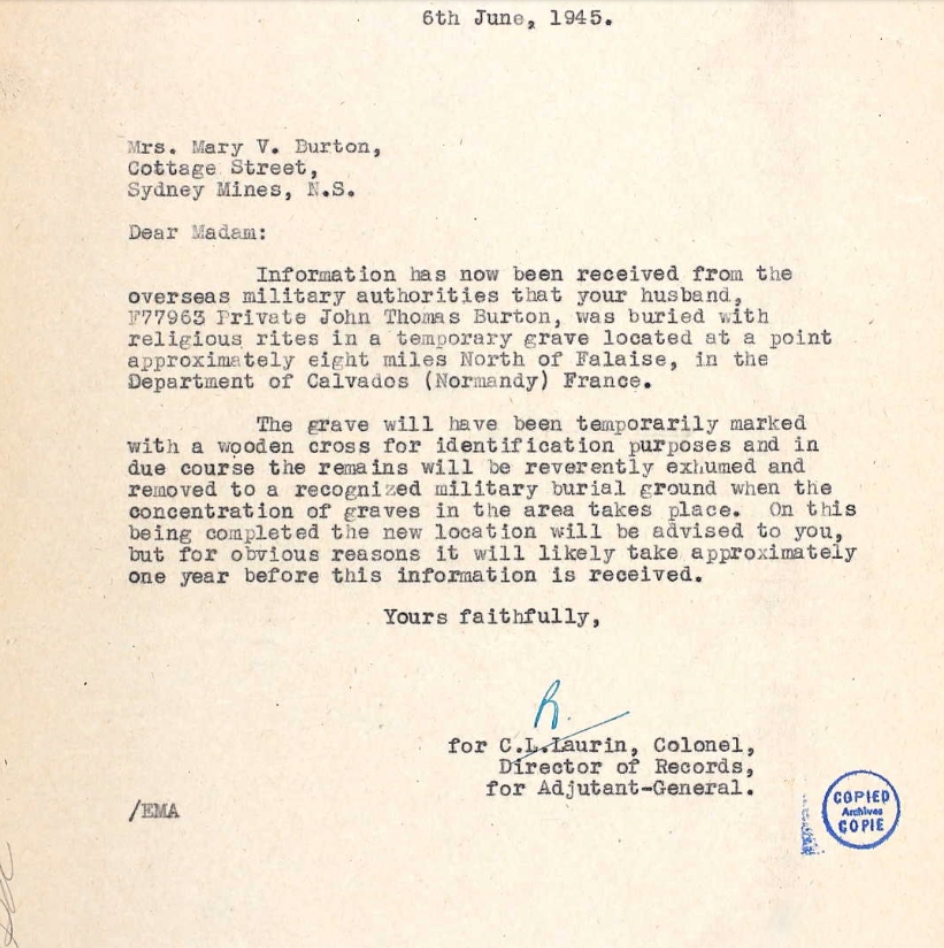 6th June, 1945.
Mrs. Mary V. Burton,
Cottage Street,
Sydney Mines, N.S.
Dear Madam:
Information has now been received from the
overseas military authorities that your husband,
F77963 Private John Thomas Burton, was buried with
religious rites in a temporary grave located at a point
approximately eight miles North of Falaise, in the
Department of Calvados (Normandy) France.
The grave will have been temporarily marked
with a wooden cross for identification purposes and in
due course the remains will be reverently exhumed and
removed to a recognized military burial ground when the
concentration of graves in the area takes place. On this
being completed the new location will be advised to you,
but for obvious reasons it will likely take approximately
one year before this information is received.
Yours faithfully,
for C.L.Laurin, Colonel,
Director of Records,
for Adjutant-General.
/EMA
COPIED
Archives
COPIE